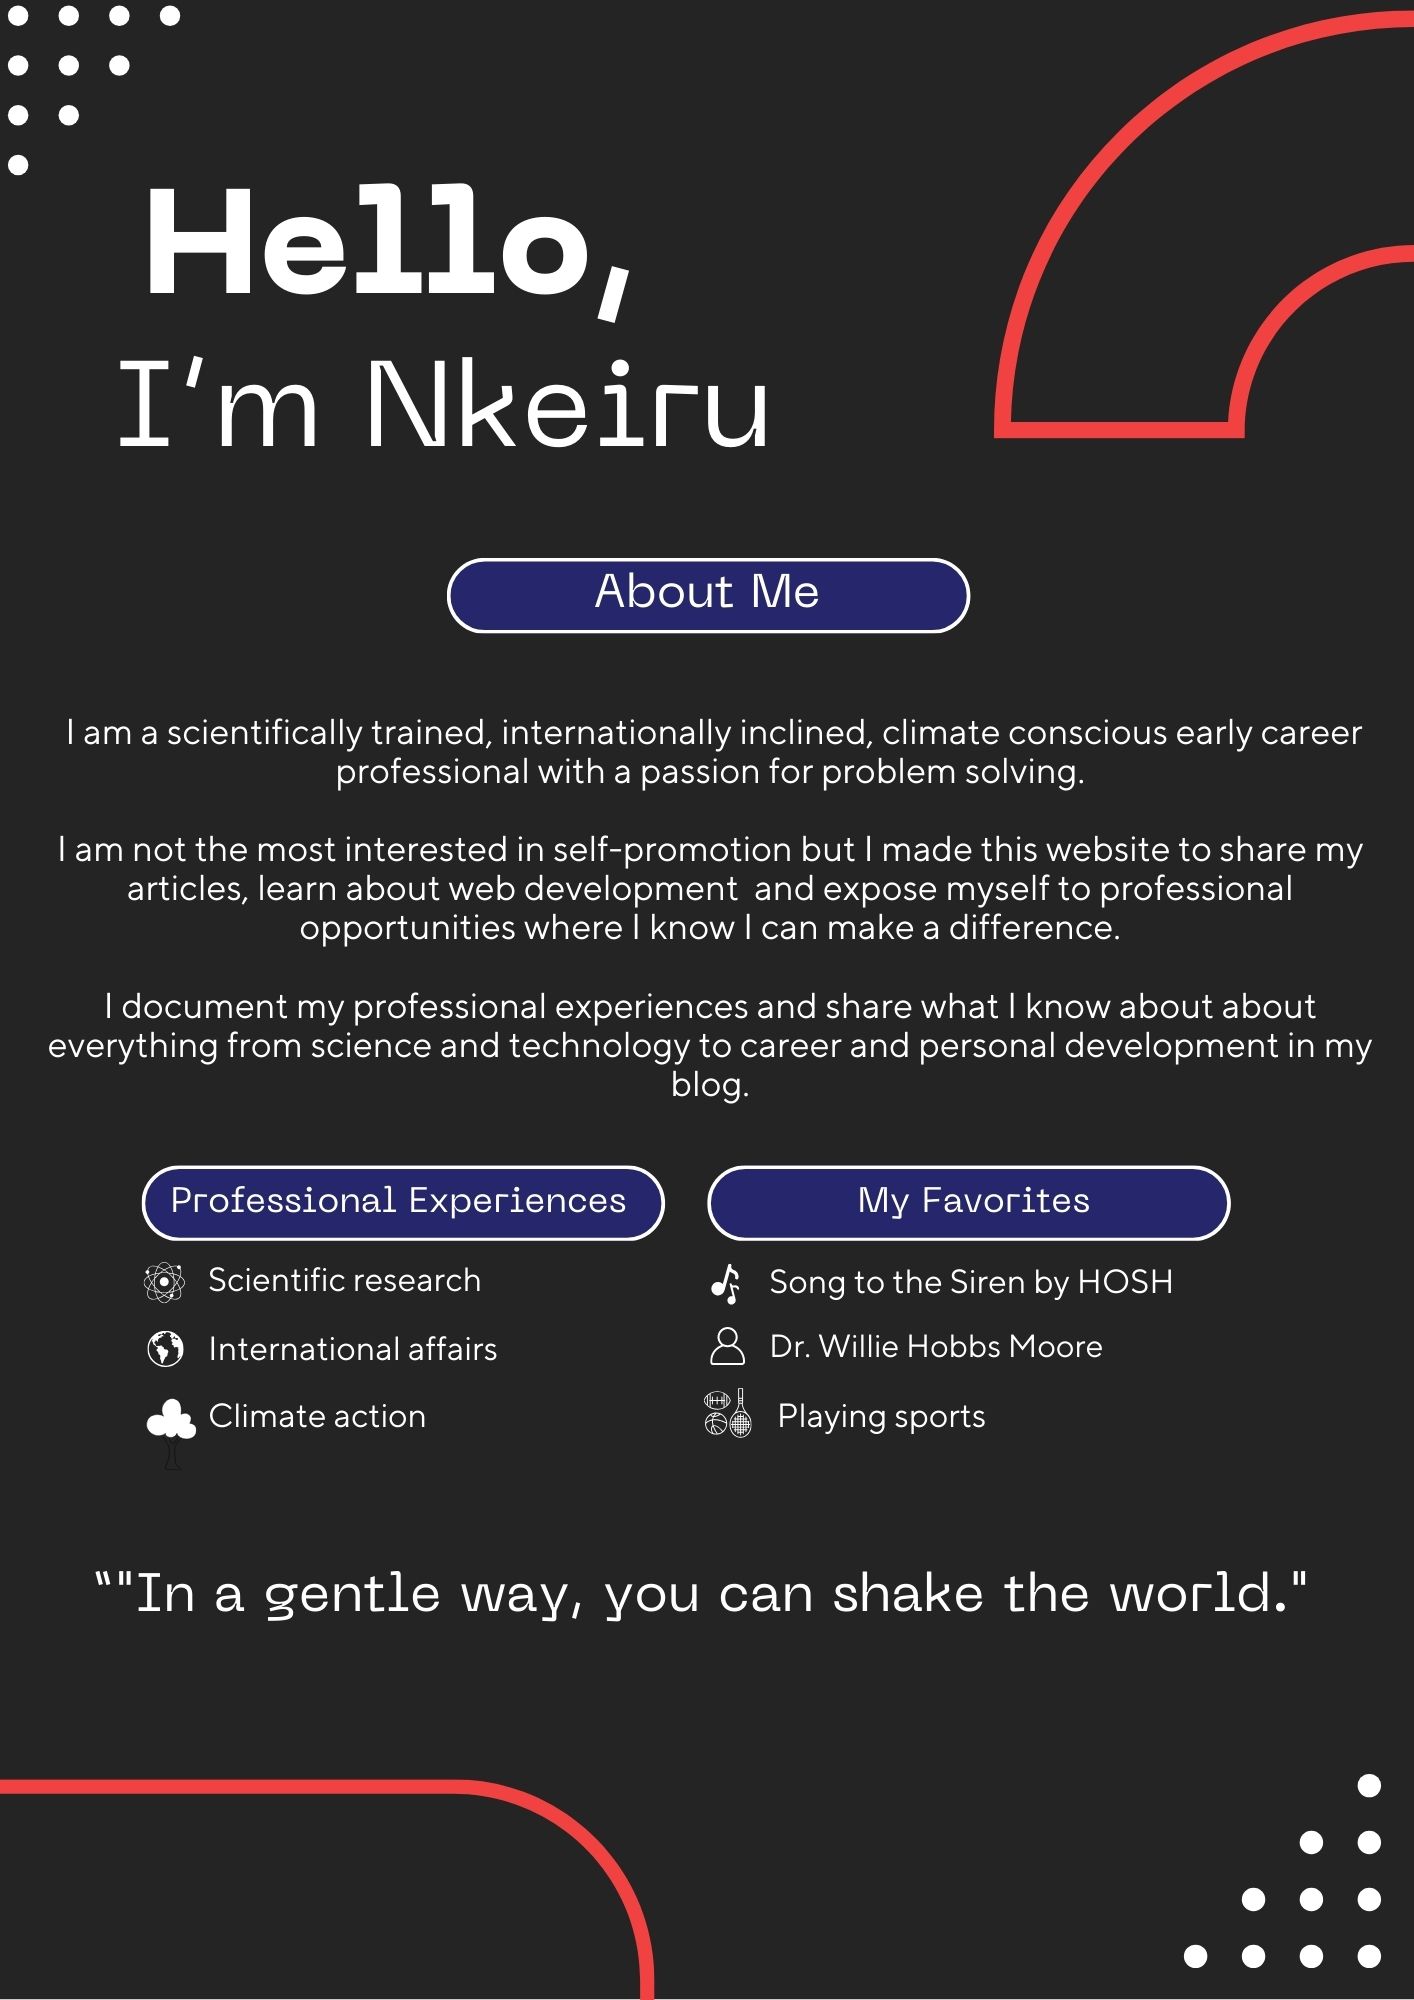 Hello,
I'm Nkeiru
About Me
I am a scientifically trained, internationally inclined, climate conscious early career
professional with a passion for problem solving.
I am not the most interested in self-promotion but I made this website to share my
articles, learn about web development  and expose myself to professional
opportunities where I know I can make a difference.
I document my professional experiences and share what I know about about
everything from science and technology to career and personal development in my
blog.
Professional Experiences
Scientific research
International affairs
Climate action
My Favorites
Song to the Siren by HOSH
Dr. Willie Hobbs Moore
Playing sports
“"In a gentle way, you can shake the world."